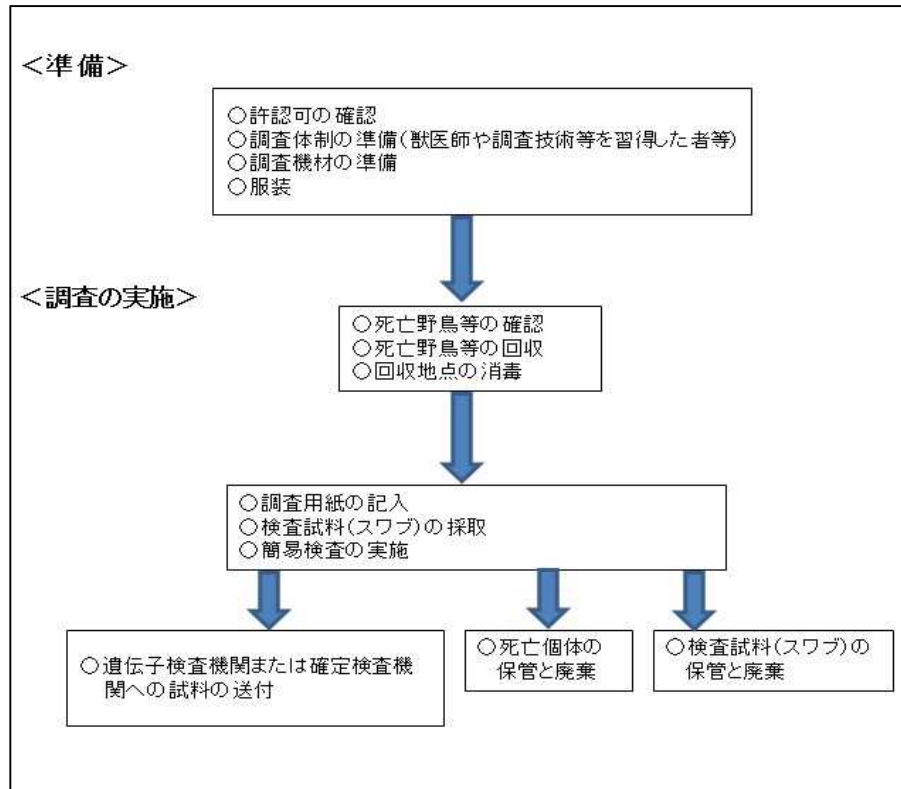 ＜準備＞
○許認可の確認
○調査体制の準備(獣医師や調査技術等を習得した者等)
○調査機材の準備
○服装
＜調査の実施＞
○死亡野鳥等の確認
○死亡野鳥等の回収
○回収地点の消毒
○調査用紙の記入
○検査試料(スワブ)の採取
○簡易検査の実施
○遺伝子検査機関または確定検査機
関への試料の送付
○死亡個体の
保管と廃棄
○検査試料(スワブ)の
保管と廃棄